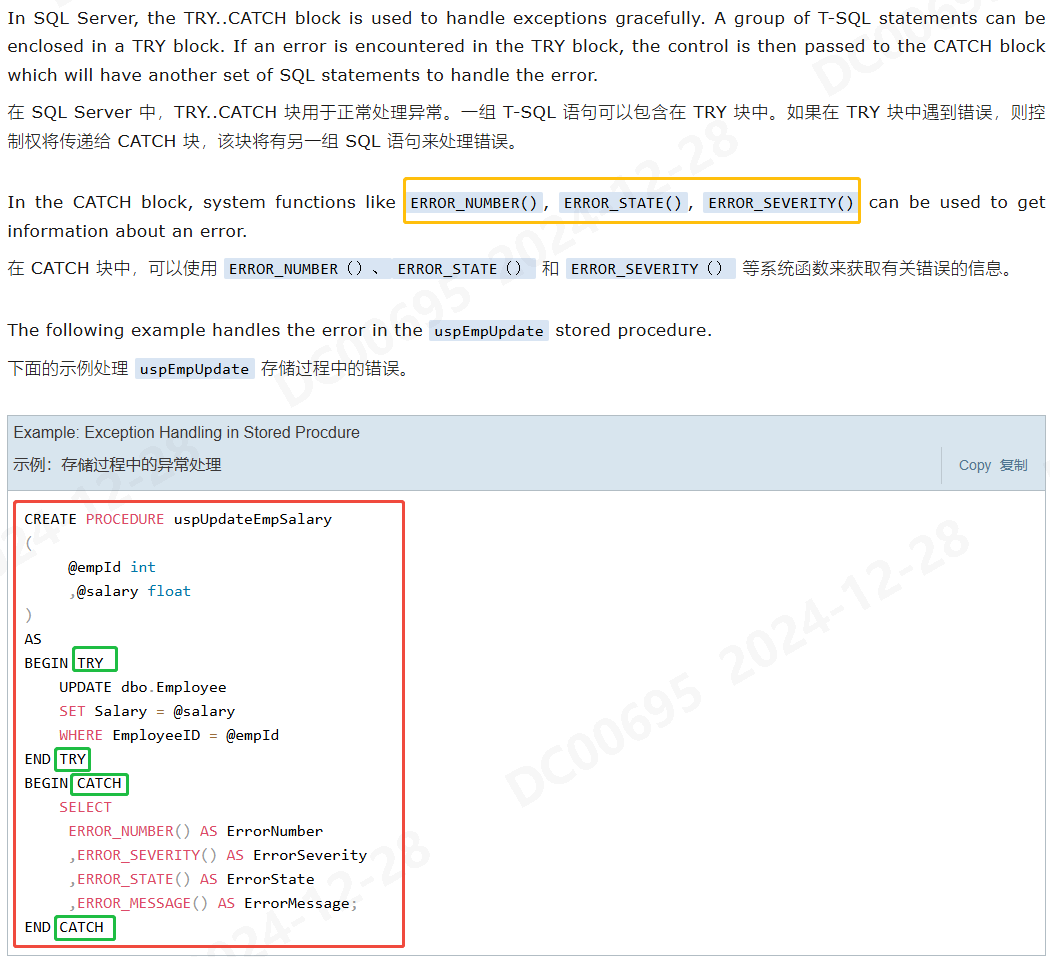 In SQL Server, the TRY..CATCH block is used to handle exceptions gracefully. A group of T-SQL statements can be
enclosed in a TRY block. If an error is encountered in the TRY block, the control is then passed to the CATCH block
which will have another set of SQL statements to handle the error.
在 SQL Server 中，TRY..CATCH 块用于正常处理异常。一组 T-SQL 语句可以包含在 TRY 块中。如果在 TRY 块中遇到错误，则控
制权将传递给 CATCH 块，该块将有另一组 SQL 语句来处理错误。
In the CATCH block, system functions like ERROR_NUMBER(), ERROR_STATE(), ERROR_SEVERITY() can be used to get
information about an error.
在 CATCH 块中，可以使用 ERROR_NUMBER（）、 ERROR_STATE（） 和 ERROR_SEVERITY（） 等系统函数来获取有关错误的信息。
The following example handles the error in the uspEmpUpdate stored procedure.
下面的示例处理 uspEmpUpdate 存储过程中的错误。
Example: Exception Handling in Stored Procdure
示例：存储过程中的异常处理
Copy 复制
CREATE PROCEDURE uspUpdateEmpSalary
(
@empId int
,@salary float
)
AS
BEGIN TRY
UPDATE dbo.Employee
SET Salary = @salary
WHERE EmployeeID = @empId
END TRY
BEGIN CATCH
SELECT
ERROR_NUMBER() AS ErrorNumber
,ERROR_SEVERITY() AS ErrorSeverity
,ERROR_STATE() AS ErrorState
,ERROR_MESSAGE() AS ErrorMessage;
END CATCH
DC00695 2024-12-28
DC00695 2024-12-28